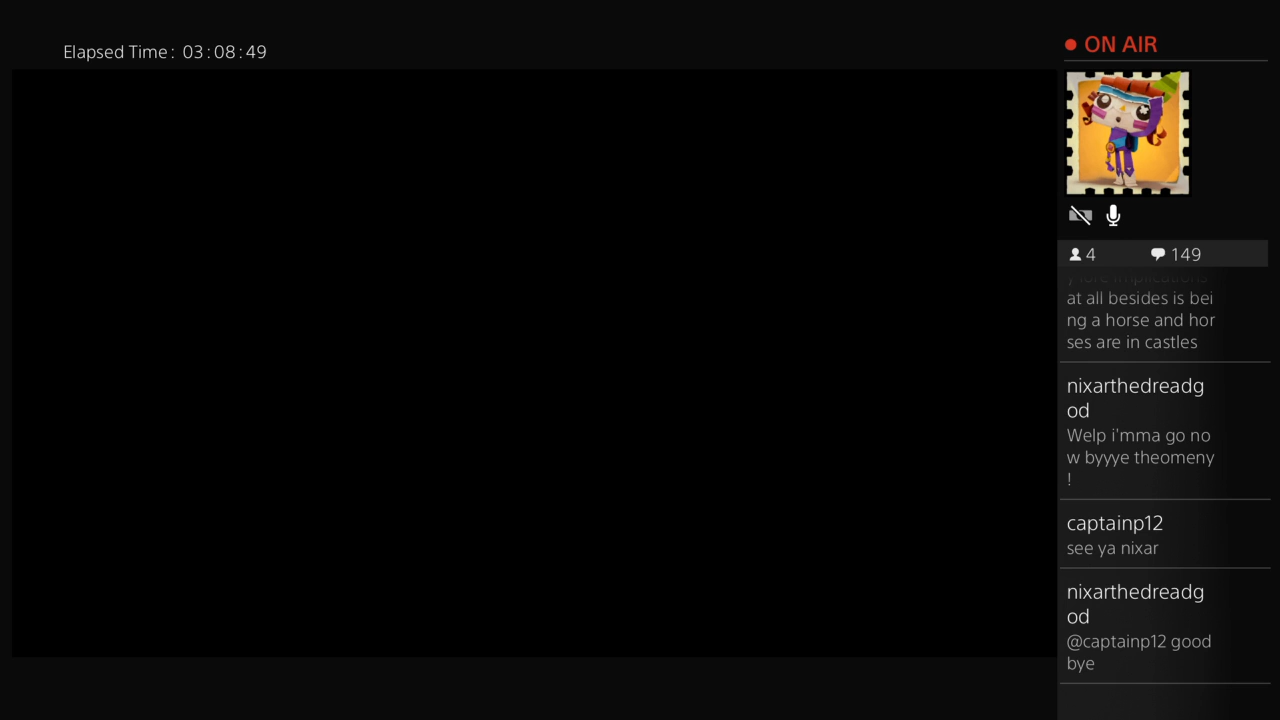 Elapsed Time: 03:08:49
ON AIR
4 149
at all besides is bei
ng a horse and hor
ses are in castles
nixarthedreadg
od
Welp i'mma go no
w byyye theomeny
!
captainp12
see ya nixar
nixarthedreadg
od
@captainp12 good
bye